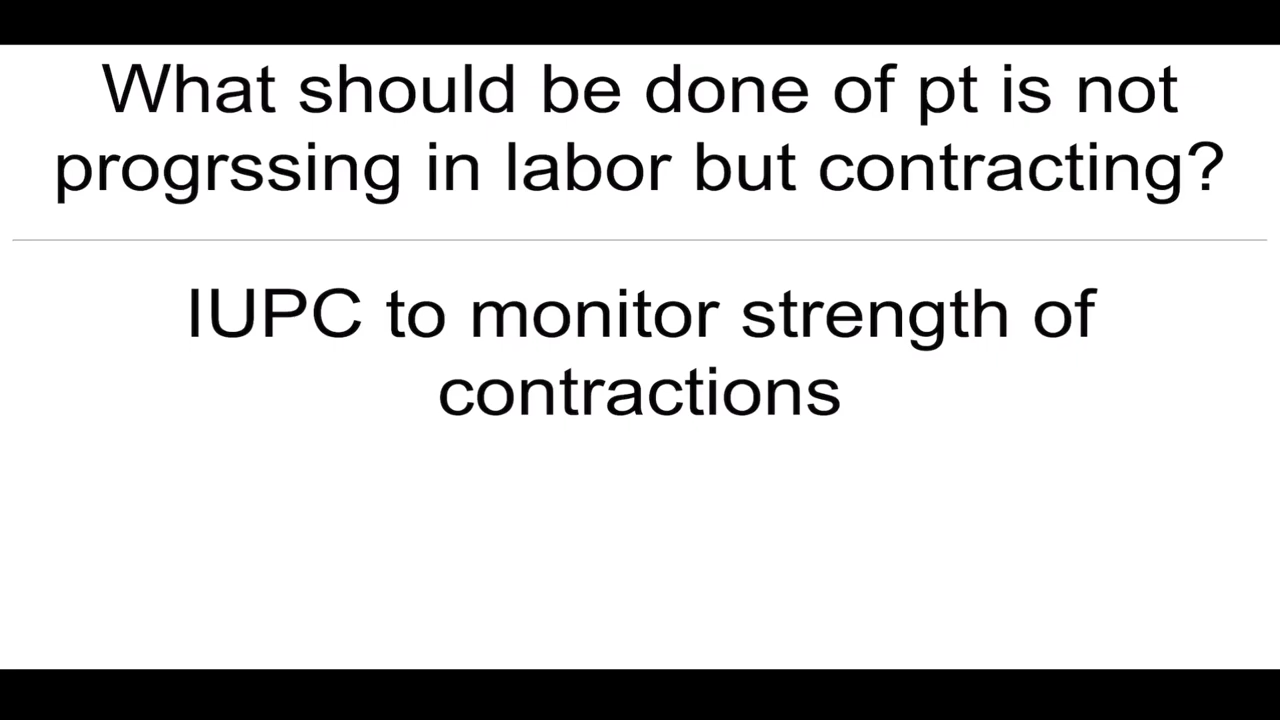 What should be done of pt is not
progrssing in labor but contracting?
IUPC to monitor strength of
contractions